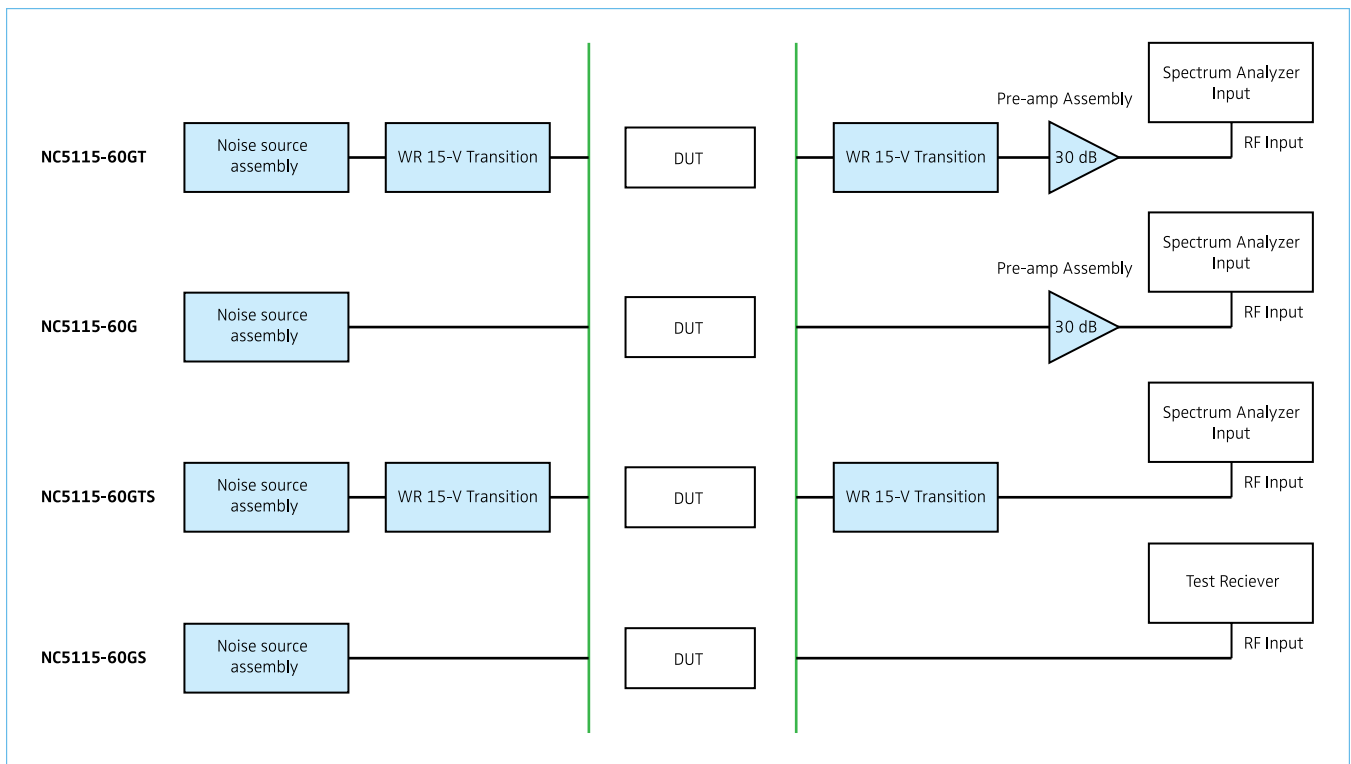 Spectrum Analyzer
Input
Pre-amp Assembly
NC5115-60GT
Noise source
assembly
WR 15-V Transition
DUT
WR 15-V Transition
30 dB
RF Input
Spectrum Analyzer
Input
Pre-amp Assembly
NC5115-60G
Noise source
assembly
DUT
30 dB
RF Input
Spectrum Analyzer
Input
NC5115-60GTS
Noise source
assembly
WR 15-V Transition
DUT
WR 15-V Transition
RF Input
Test Reciever
NC5115-60GS
Noise source
assembly
DUT
RF Input